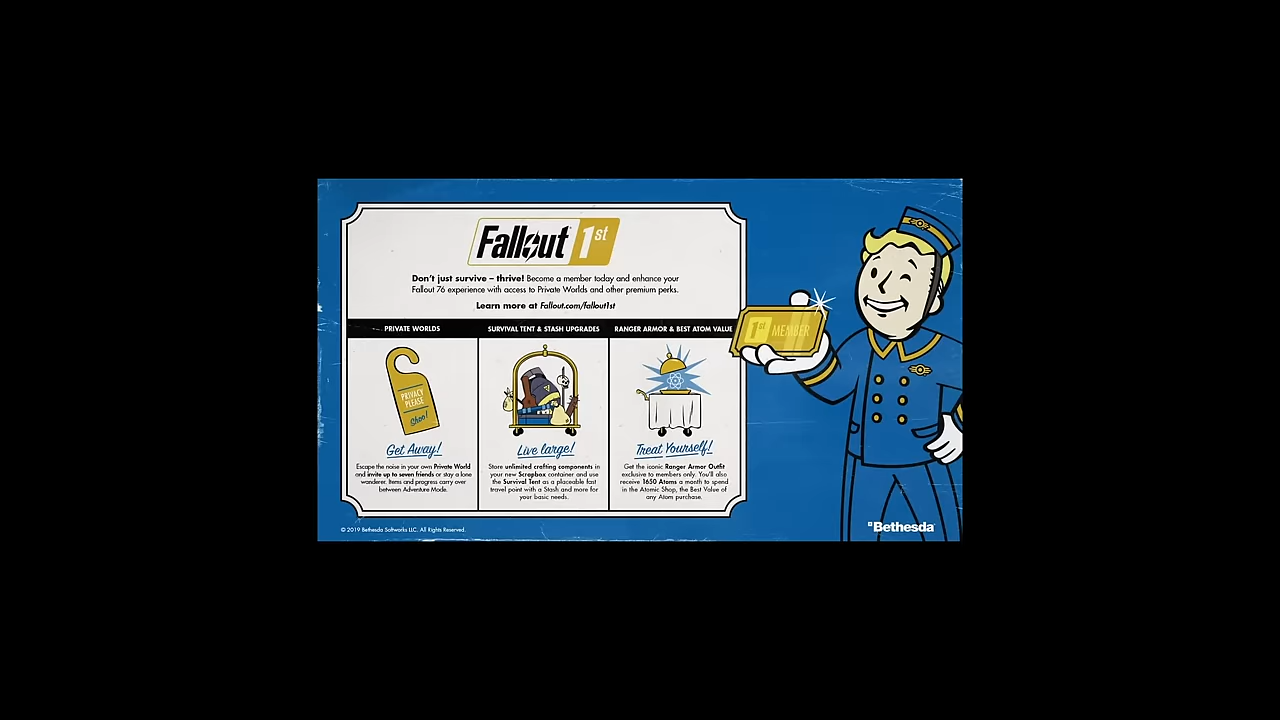 Fallout 1st
Don't just survive – thrive! Become a member today and enhance your
Fallout 76 experience with access to Private Worlds and other premium perks.
Learn more at Fallout.com/fallout1st
PRIVATE WORLDS
SURVIVAL TENT & STASH UPGRADES
RANGER ARMOR & BEST ATOM VALUE
1st MEMBER
PRIVACY
PLEASE
Shoo!
Get Away!
Escape the noise in your own Private World
and invite up to seven friends or stay a lone
wanderer. Items and progress carry over
between Adventure Mode.
Live large!
Store unlimited crafting components in
your new Scrapbox container and use
the Survival Tent as a placeable fast
travel point with a Stash and more for
your basic needs.
Treat Yourself!
Get the iconic Ranger Armor Outfit
exclusive to members only. You'll also
receive 1650 Atoms a month to spend
in the Atomic Shop, the Best Value of
any Atom purchase.
© 2019 Bethesda Softworks LLC. All Rights Reserved.
Bethesda